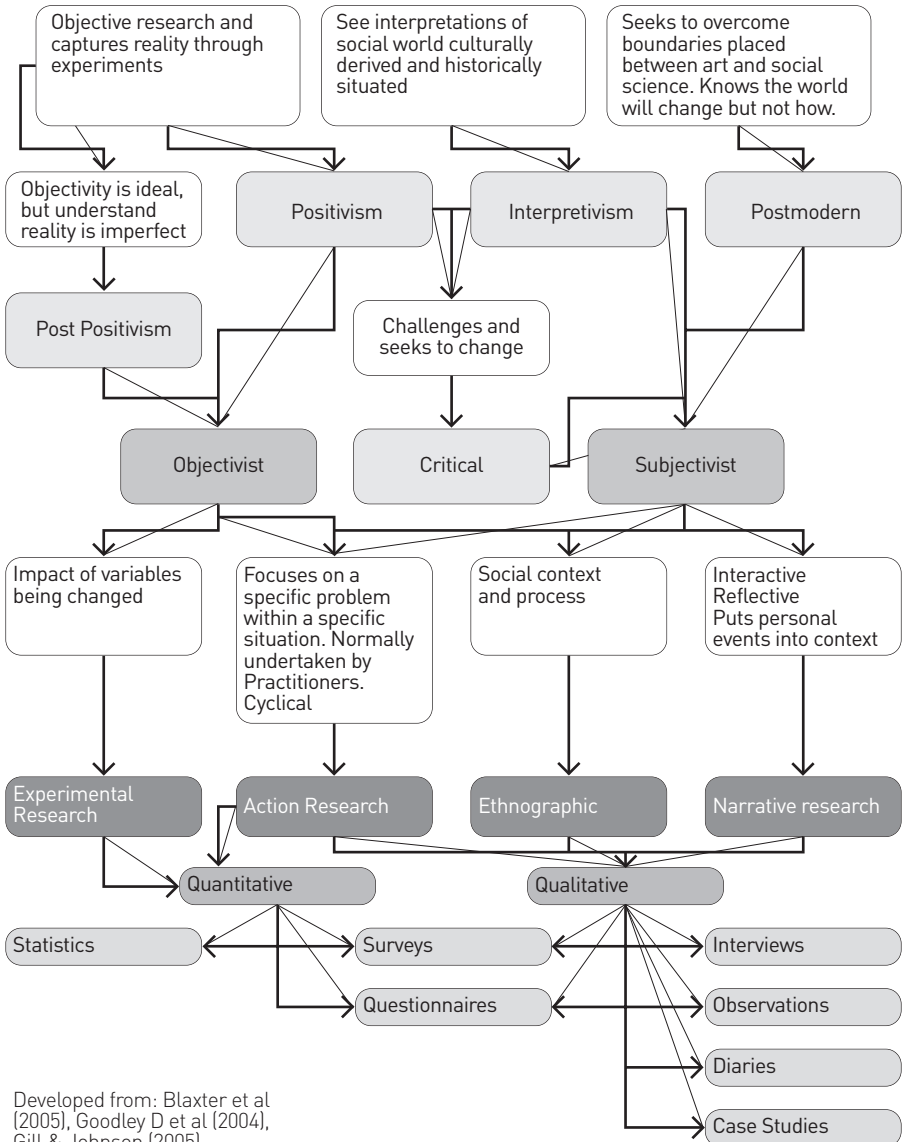 Objective research and
captures reality through
experiments
See interpretations of
social world culturally
derived and historically
situated
Seeks to overcome
boundaries placed
between art and social
science. Knows the world
will change but not how.
Objectivity is ideal,
but understand
reality is imperfect
Positivism
Interpretivism
Postmodern
Post Positivism
Challenges and
seeks to change
Objectivist
Critical
Subjectivist
Impact of variables
being changed
Focuses on a
specific problem
within a specific
situation. Normally
undertaken by
Practitioners.
Cyclical
Social context
and process
Interactive
Reflective
Puts personal
events into context
Experimental
Research
Action Research
Ethnographic
Narrative research
Quantitative
Qualitative
Statistics
Surveys
Interviews
Questionnaires
Observations
Diaries
Case Studies
Developed from: Blaxter et al
(2005), Goodley D et al (2004),
Gill & Johnson (2005)